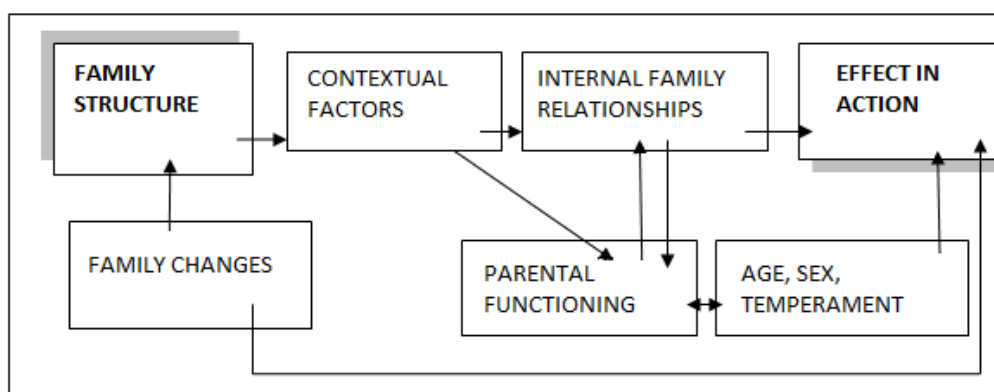 FAMILY
STRUCTURE
CONTEXTUAL
FACTORS
INTERNAL FAMILY
RELATIONSHIPS
EFFECT IN
ACTION
FAMILY CHANGES
PARENTAL
FUNCTIONING
AGE, SEX,
TEMPERAMENT